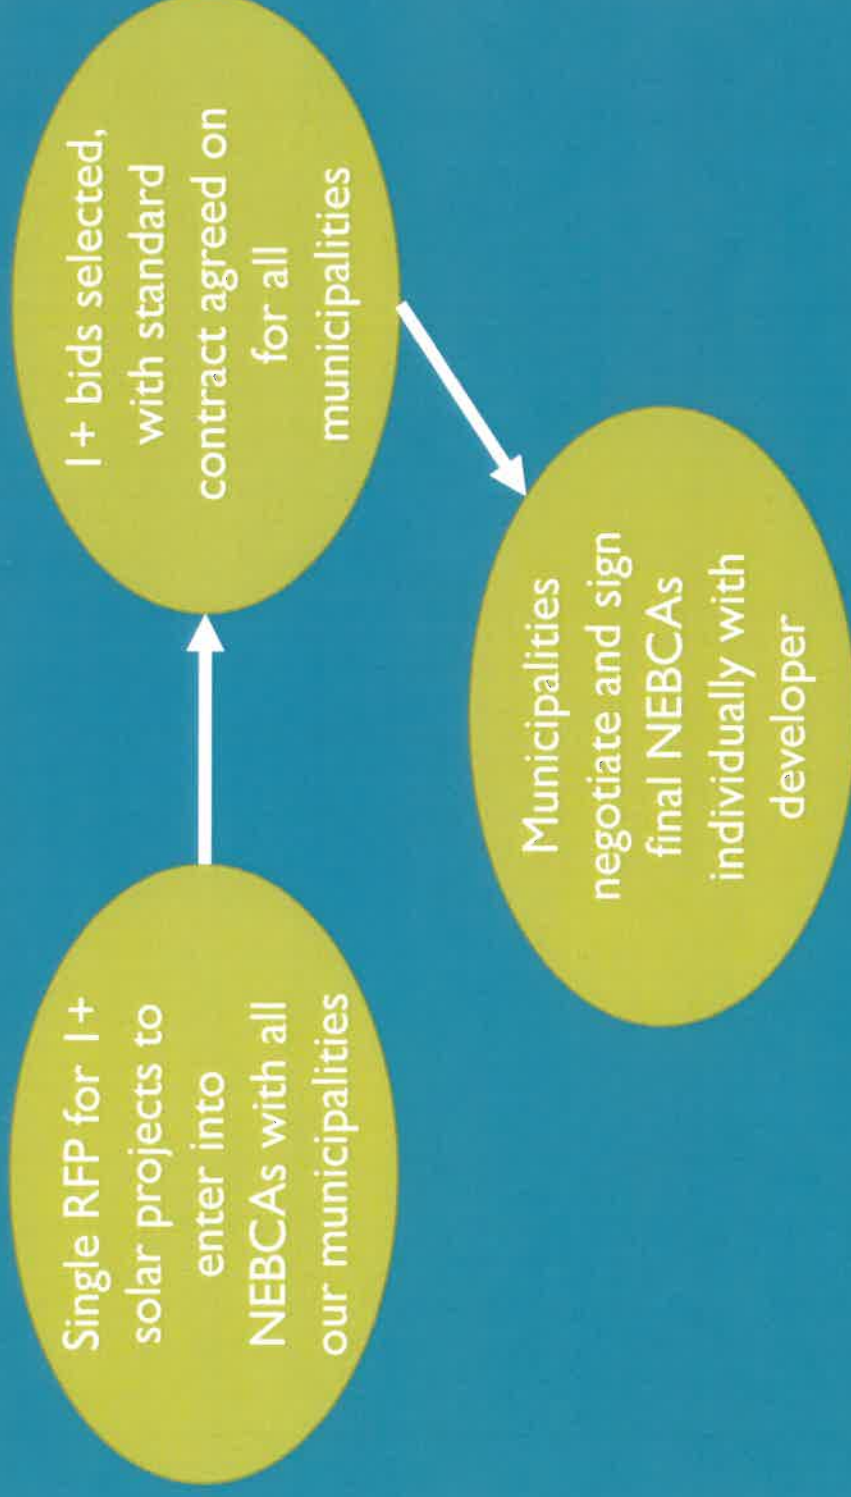 Single RFP for 1+
solar projects to
enter into
NEBCAs with all
our municipalities
1+ bids selected,
with standard
contract agreed on
for all
municipalities
Municipalities
negotiate and sign
final NEBCAs
individually with
developer